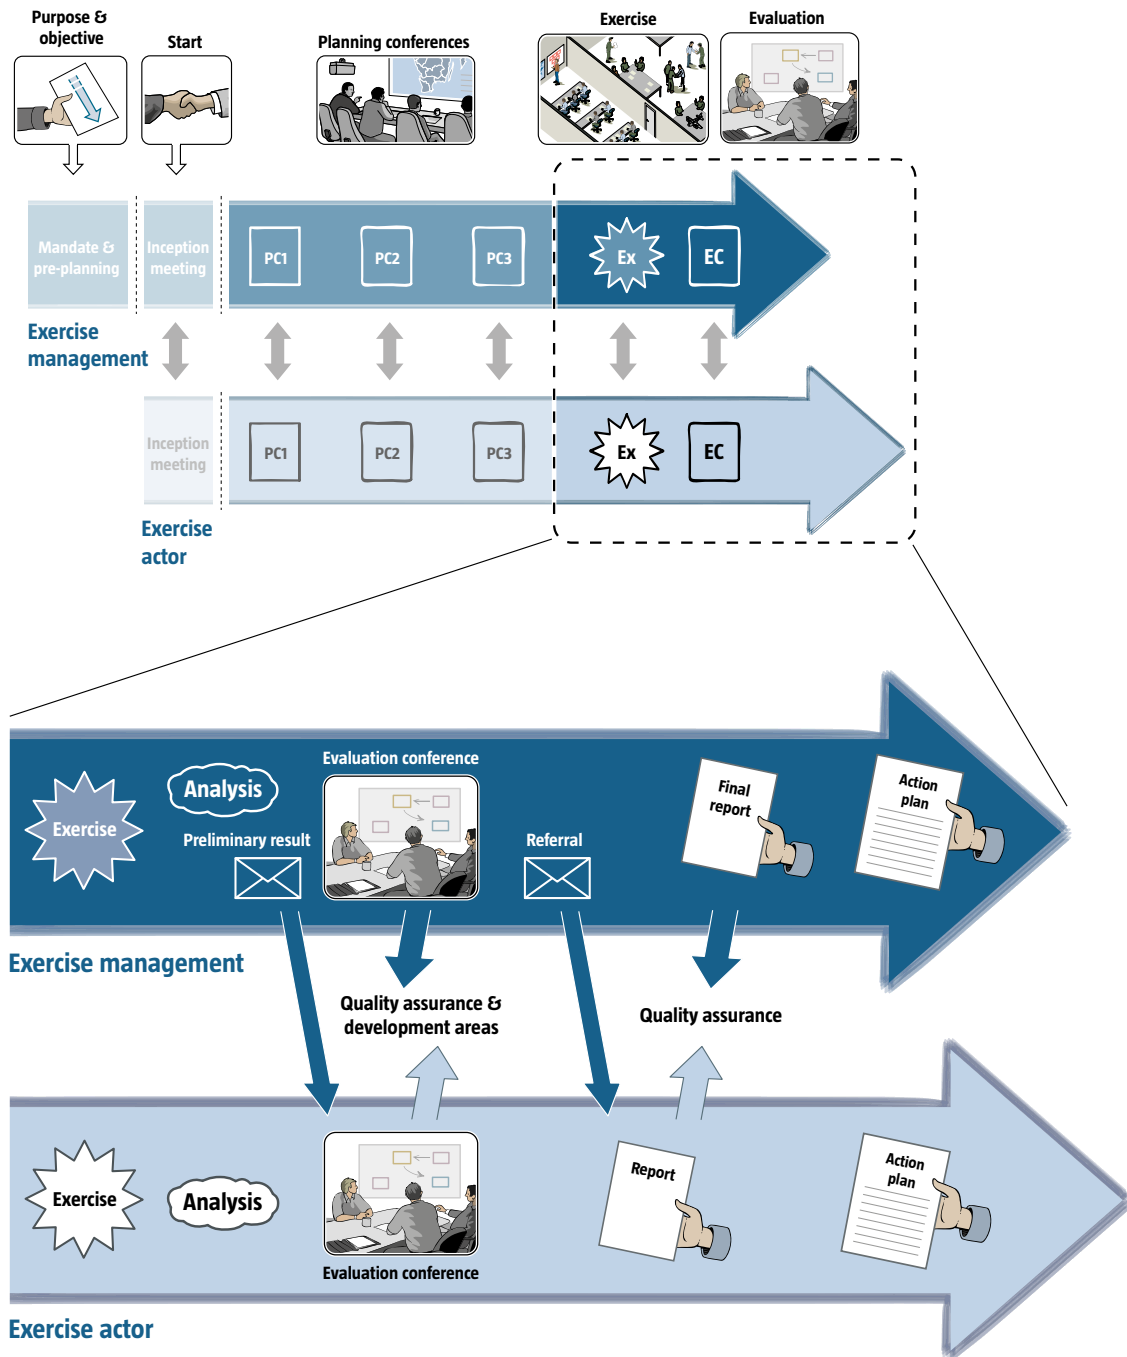 Purpose &
objective
Start
Planning conferences
Exercise
Evaluation
Mandate &
pre-planning
Inception
meeting
PC1
PC2
PC3
Ex
EC
Exercise
management
Inception
meeting
PC1
PC2
PC3
Ex
EC
Exercise
actor
Exercise
Analysis
Preliminary result
Evaluation conference
Referral
Final
report
Action
plan
Exercise management
Quality assurance &
development areas
Quality assurance
Exercise
Analysis
Evaluation conference
Report
Action
plan
Exercise actor